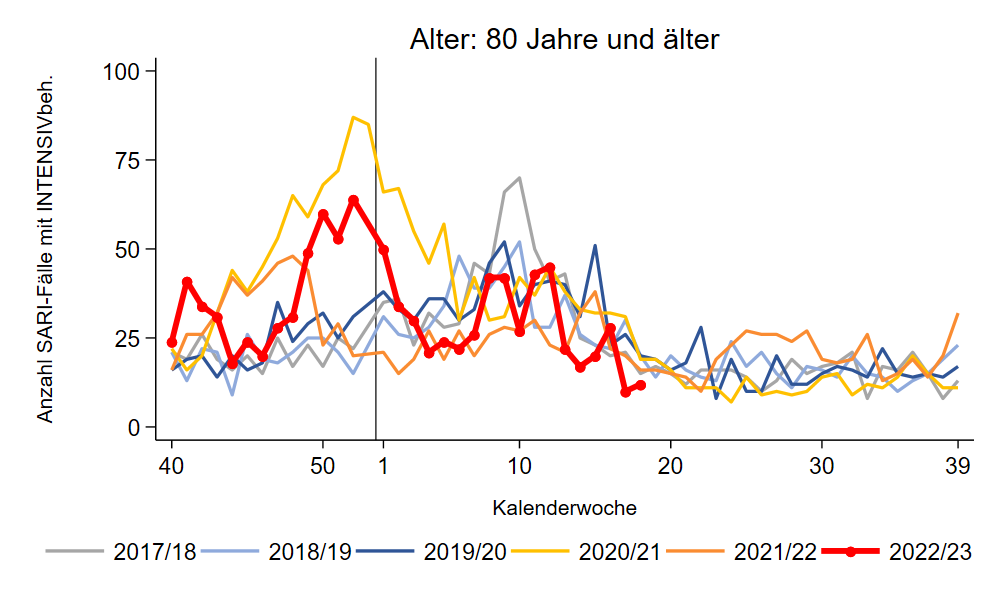 Alter: 80 Jahre und älter
Anzahl SARI-Fälle mit INTENSIVbeh.
100
75
50
25
0
40 50 1 10 20 30 39
Kalenderwoche
2017/18 2018/19 2019/20 2020/21 2021/22 2022/23